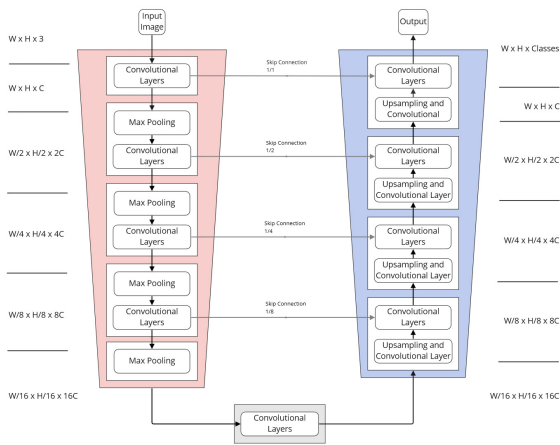 Input
Image
Output
W x H x 3
W x H x Classes
Skip Connection
1/1
Convolutional
Layers
Convolutional
Layers
W x H x C
Upsampling and
Convolutional
W x H x C
Max Pooling
Skip Connection
1/2
Convolutional
Layers
Convolutional
Layers
W/2 x H/2 x 2C
W/2 x H/2 x 2C
Upsampling and
Convolutional Layer
Max Pooling
Skip Connection
1/4
Convolutional
Layers
Convolutional
Layers
W/4 x H/4 x 4C
W/4 x H/4 x 4C
Upsampling and
Convolutional Layer
Max Pooling
Skip Connection
1/8
Convolutional
Layers
Convolutional
Layers
W/8 x H/8 x 8C
W/8 x H/8 x 8C
Upsampling and
Convolutional Layer
Max Pooling
W/16 x H/16 x 16C
W/16 x H/16 x 16C
Convolutional
Layers